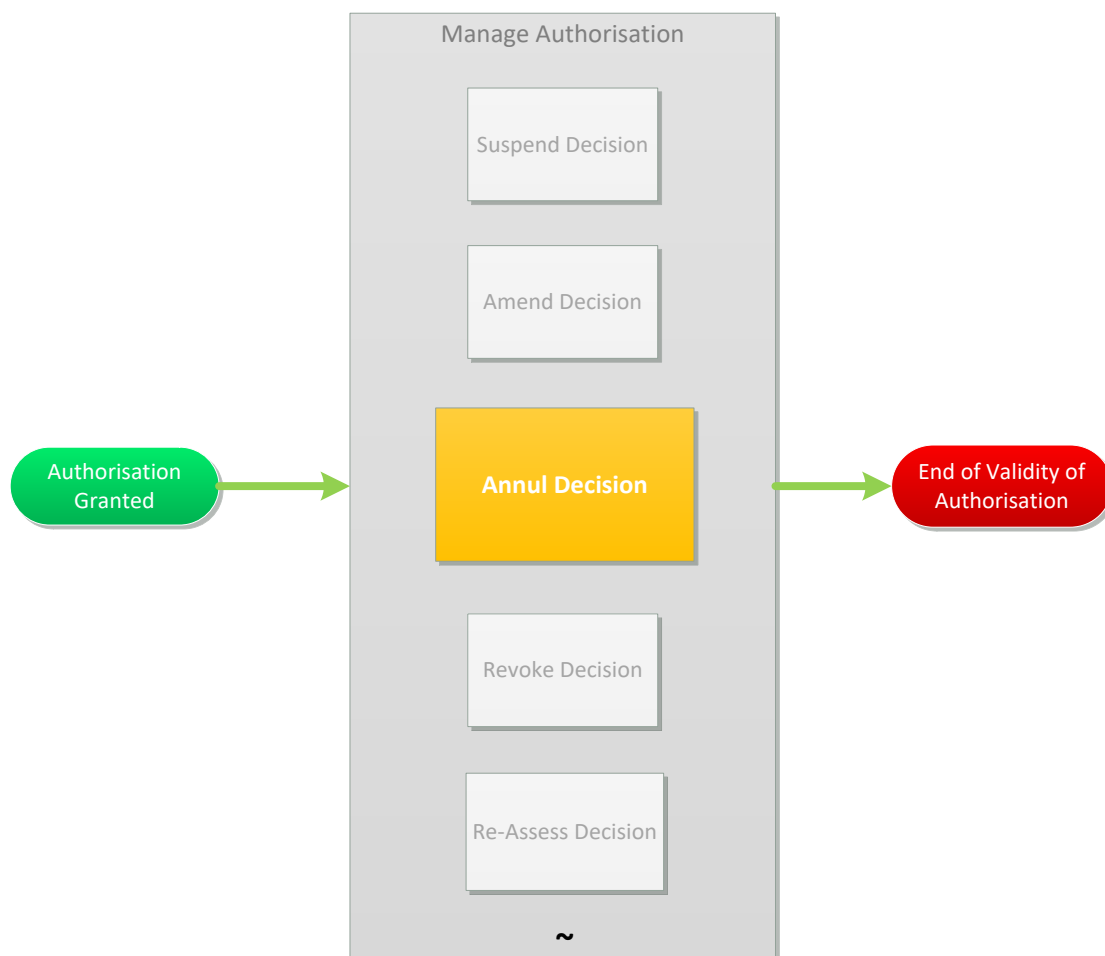 Manage Authorisation
Suspend Decision
Amend Decision
Authorisation
Granted
Annul Decision
End of Validity of
Authorisation
Revoke Decision
Re-Assess Decision
~